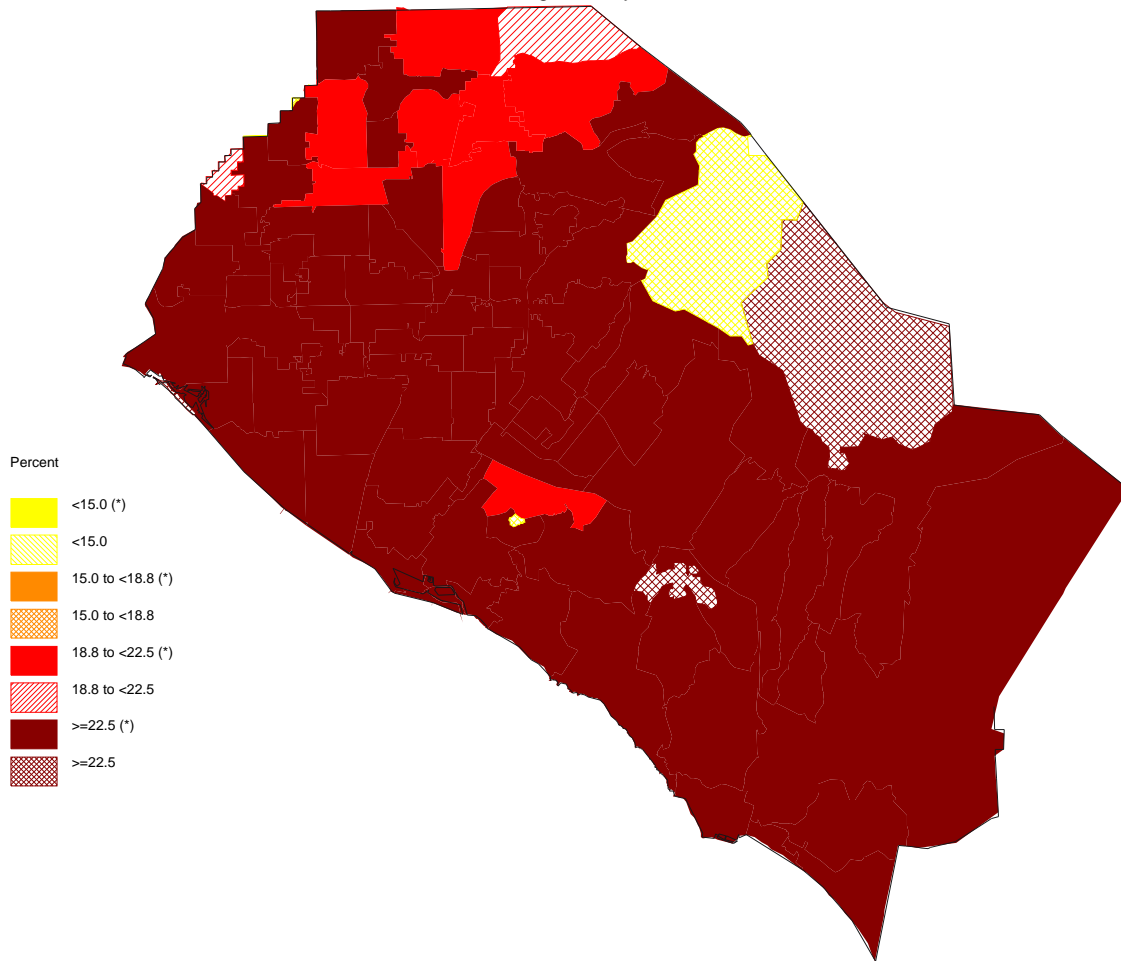 Percent
<15.0 (*)
<15.0
15.0 to <18.8 (*)
15.0 to <18.8
18.8 to <22.5 (*)
18.8 to <22.5
>=22.5 (*)
>=22.5